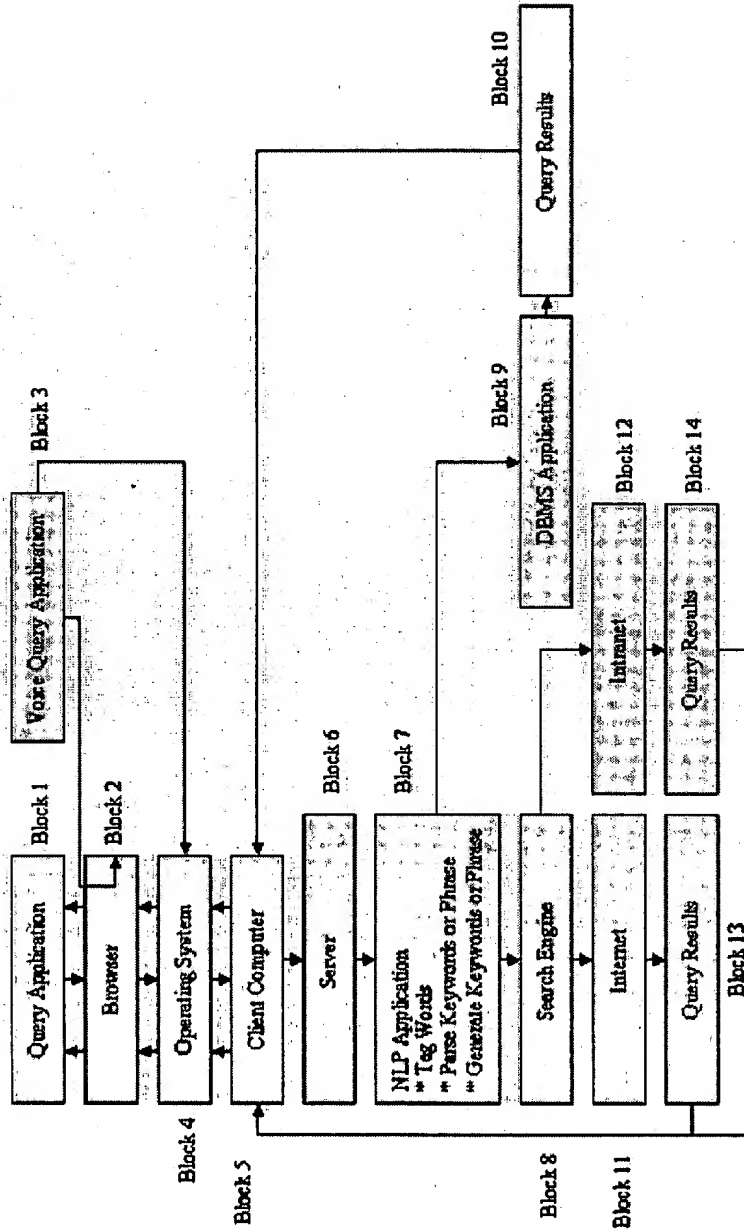 Query Application
Block 1
Voice Query Application
Block 3
Browser
Block 2
Operating System
Block 4
Client Computer
Block 5
Server
Block 6
NLP Application
* Tag Words
* Parse Keywords or Phrase
* Generate Keywords or Phrase
Block 7
Search Engine
Block 8
DBMS Application
Block 9
Query Results
Block 10
Internet
Block 11
Intranet
Block 12
Query Results
Block 13
Query Results
Block 14